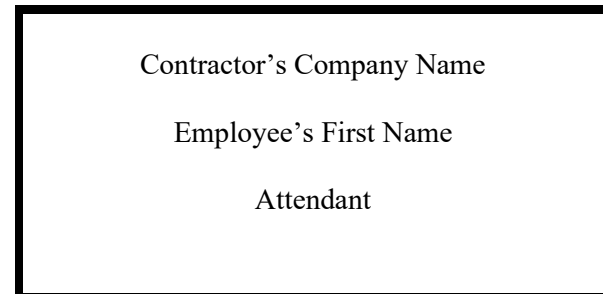 Contractor’s Company Name
Employee’s First Name
Attendant